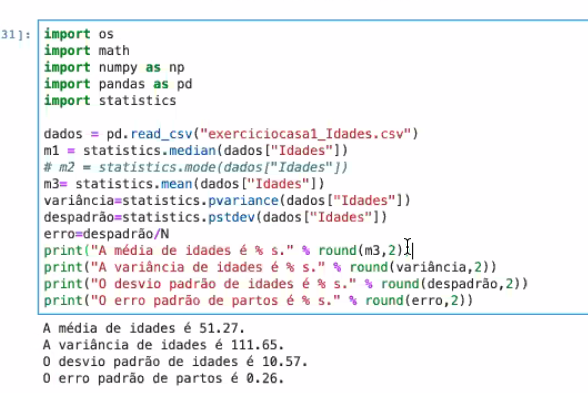 31]:
import os
import math
import numpy as np
import pandas as pd
import statistics
dados = pd.read_csv("exerciciocasa1_Idades.csv")
m1 = statistics.median(dados["Idades"])
# m2 = statistics.mode(dados["Idades"])
m3= statistics.mean(dados["Idades"])
variância=statistics.pvariance(dados["Idades"])
despadrão=statistics.pstdev(dados["Idades"])
erro=despadrão/N
print("A média de idades é % s." % round(m3,2))
print("A variância de idades é % s." % round(variância,2))
print("O desvio padrão de idades é % s." % round(despadrão,2))
print("O erro padrão de partos é % s." % round(erro,2))
A média de idades é 51.27.
A variância de idades é 111.65.
O desvio padrão de idades é 10.57.
O erro padrão de partos é 0.26.